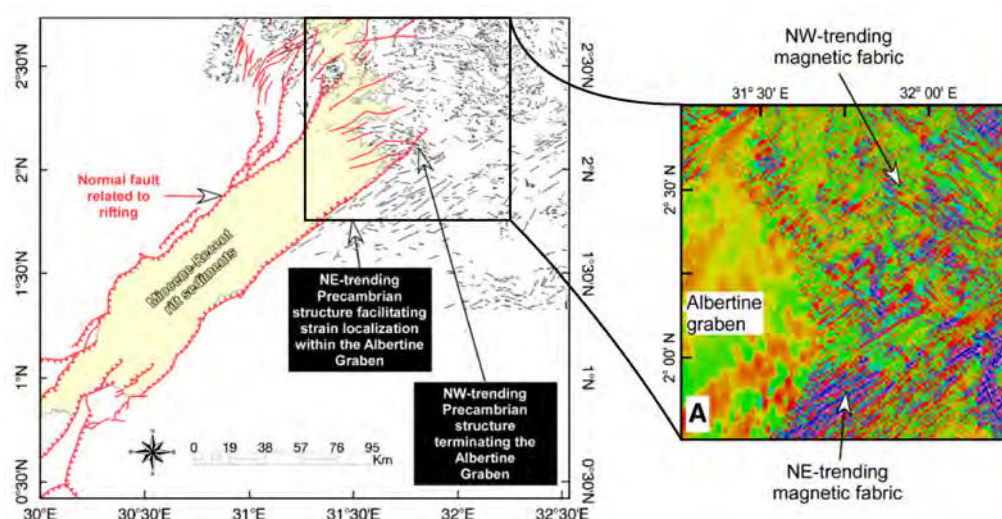 2°30'N
2°N
1°30'N
1°N
0°30'N
Normal fault
related to
rifting
Miocene-Recent
rift sediments
NE-trending
Precambrian
structure facilitating
strain localization
within the Albertine
Graben
NW-trending
Precambrian
structure
terminating the
Albertine
Graben
0 19 38 57 76 95
Km
2°30'N
2°N
1°30'N
1°N
0°30'N
30°E 30°30'E 31°E 31°30'E 32°E 32°30'E
NW-trending
magnetic fabric
31° 30' E 32° 00' E
2° 30' N
2° 00' N
Albertine
graben
A
NE-trending
magnetic fabric